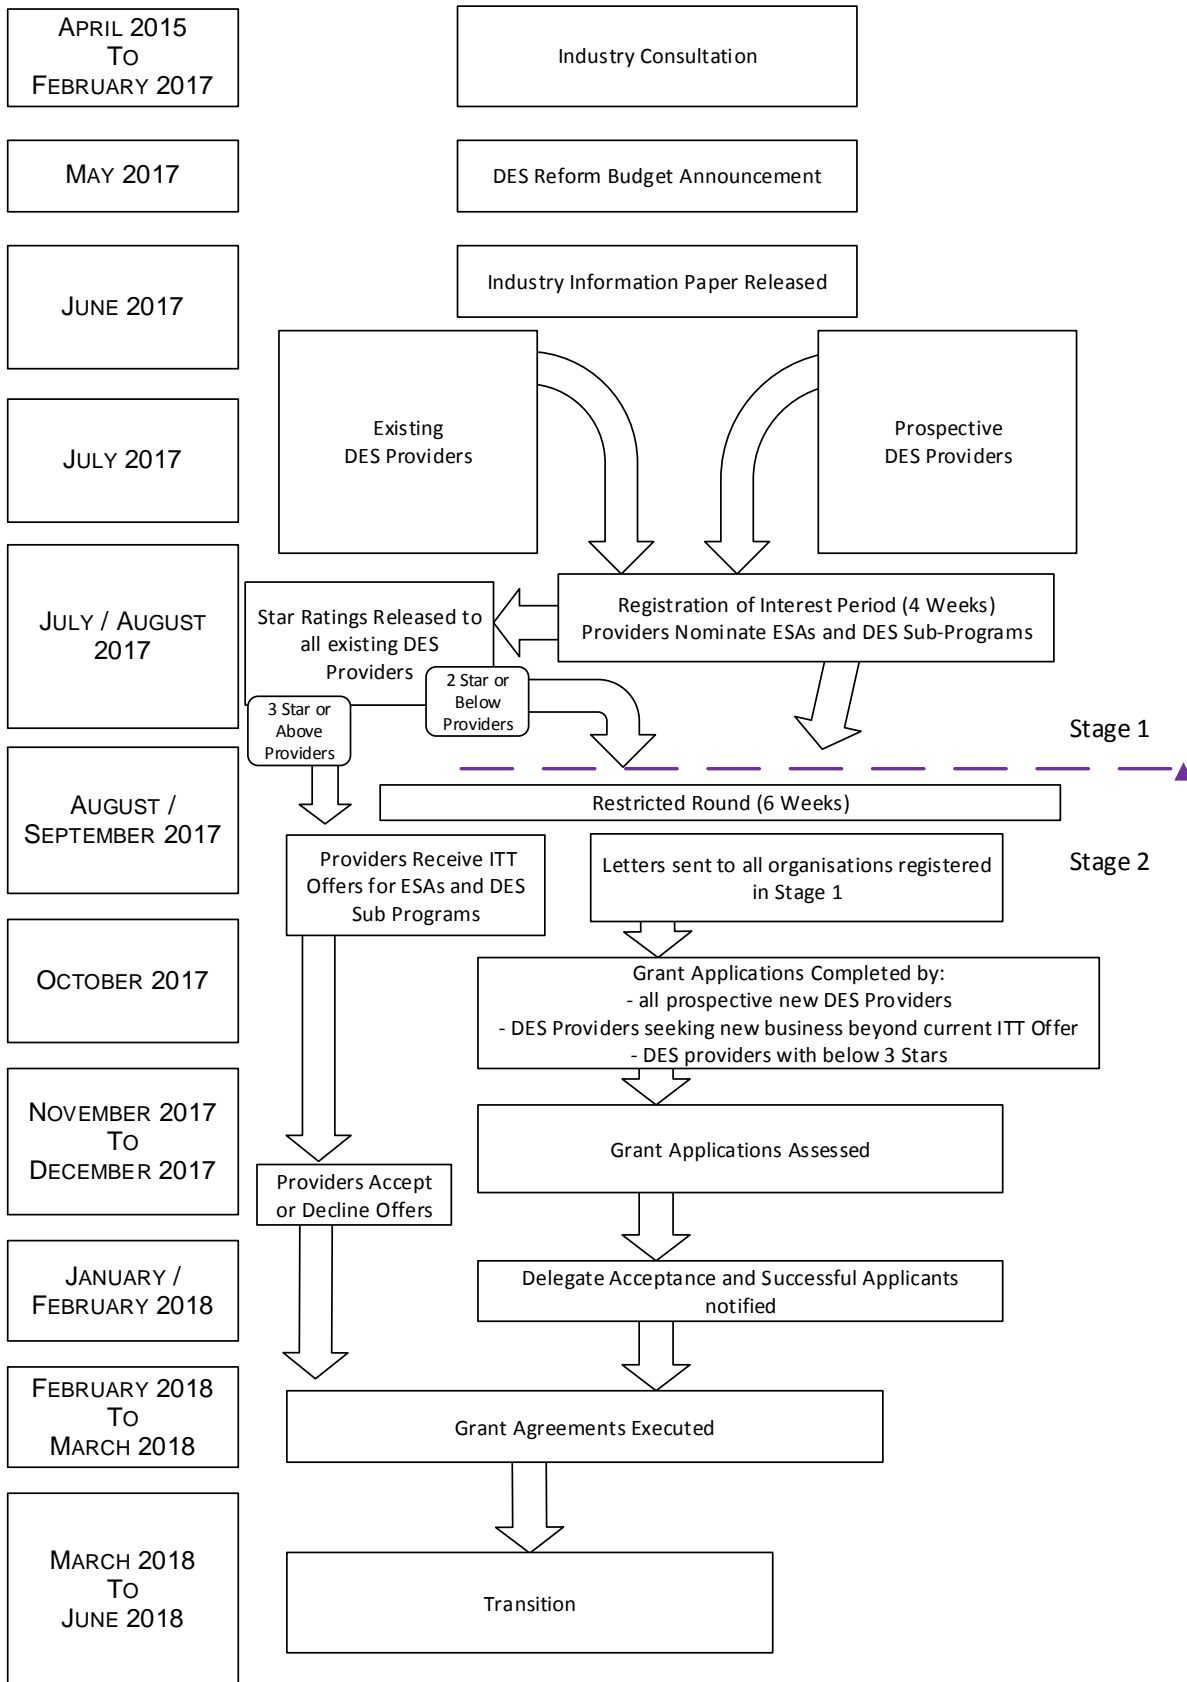 APRIL 2015
TO
FEBRUARY 2017
Industry Consultation
MAY 2017
DES Reform Budget Announcement
JUNE 2017
Industry Information Paper Released
JULY 2017
Existing
DES Providers
Prospective
DES Providers
JULY / AUGUST
2017
Star Ratings Released to
all existing DES
Providers
Registration of Interest Period (4 Weeks)
Providers Nominate ESAs and DES Sub-Programs
2 Star or
Below
Providers
3 Star or
Above
Providers
Stage 1
AUGUST /
SEPTEMBER 2017
Restricted Round (6 Weeks)
Providers Receive ITT
Offers for ESAs and DES
Sub Programs
Letters sent to all organisations registered
in Stage 1
Stage 2
OCTOBER 2017
Grant Applications Completed by:
- all prospective new DES Providers
- DES Providers seeking new business beyond current ITT Offer
- DES providers with below 3 Stars
NOVEMBER 2017
TO
DECEMBER 2017
Grant Applications Assessed
Providers Accept
or Decline Offers
JANUARY /
FEBRUARY 2018
Delegate Acceptance and Successful Applicants
notified
FEBRUARY 2018
TO
MARCH 2018
Grant Agreements Executed
MARCH 2018
TO
JUNE 2018
Transition